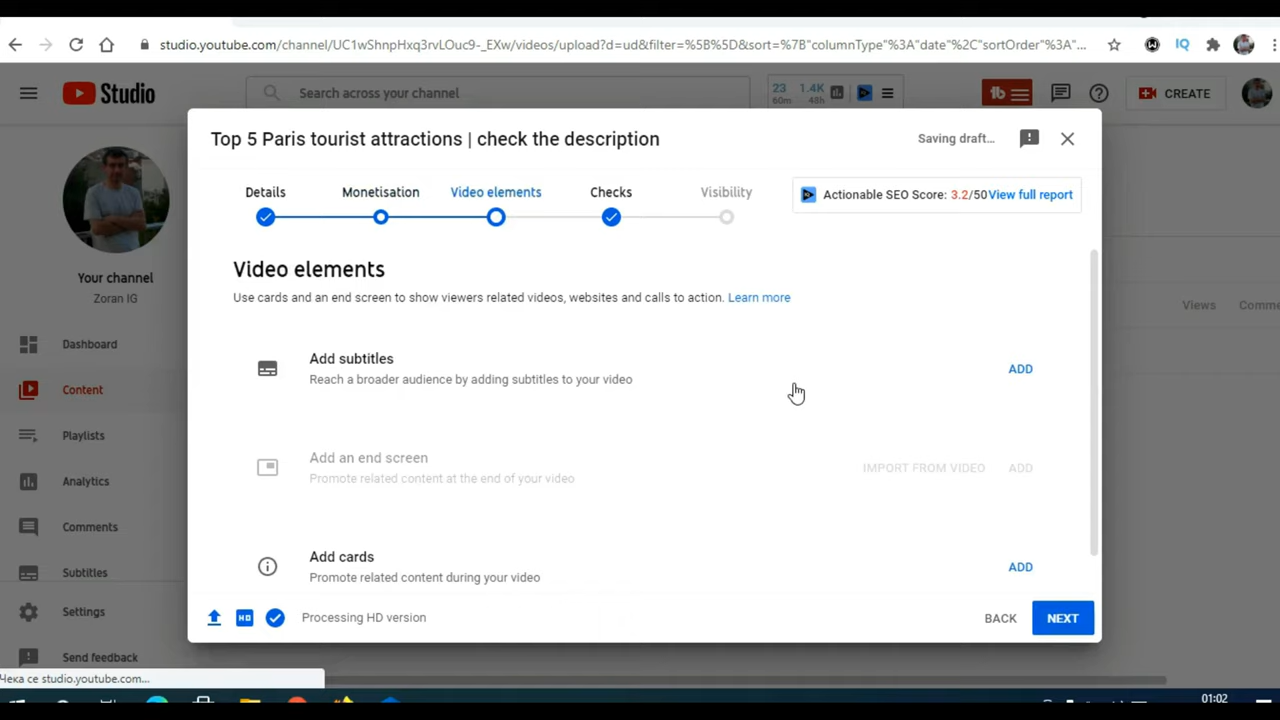 studio.youtube.com/channel/UC1wShnpHxq3rvLOuc9-_EXw/videos/upload?d=ud&filter=%5B%5D&sort=%7B"columnType"%3A"date"%2C"sortOrder"%3A"...
IQ
Studio
Search across your channel
23
60m
1.4K
48h
tb
CREATE
Top 5 Paris tourist attractions | check the description
Saving draft...
Details
Monetisation
Video elements
Checks
Visibility
Actionable SEO Score: 3.2/50 View full report
Your channel
Zoran IG
Dashboard
Content
Playlists
Analytics
Comments
Subtitles
Settings
Send feedback
Video elements
Use cards and an end screen to show viewers related videos, websites and calls to action. Learn more
Add subtitles
Reach a broader audience by adding subtitles to your video
ADD
Add an end screen
Promote related content at the end of your video
IMPORT FROM VIDEO
ADD
Add cards
Promote related content during your video
ADD
Views
Comme
HD
Processing HD version
BACK
NEXT
Чека се studio.youtube.com...
01:02